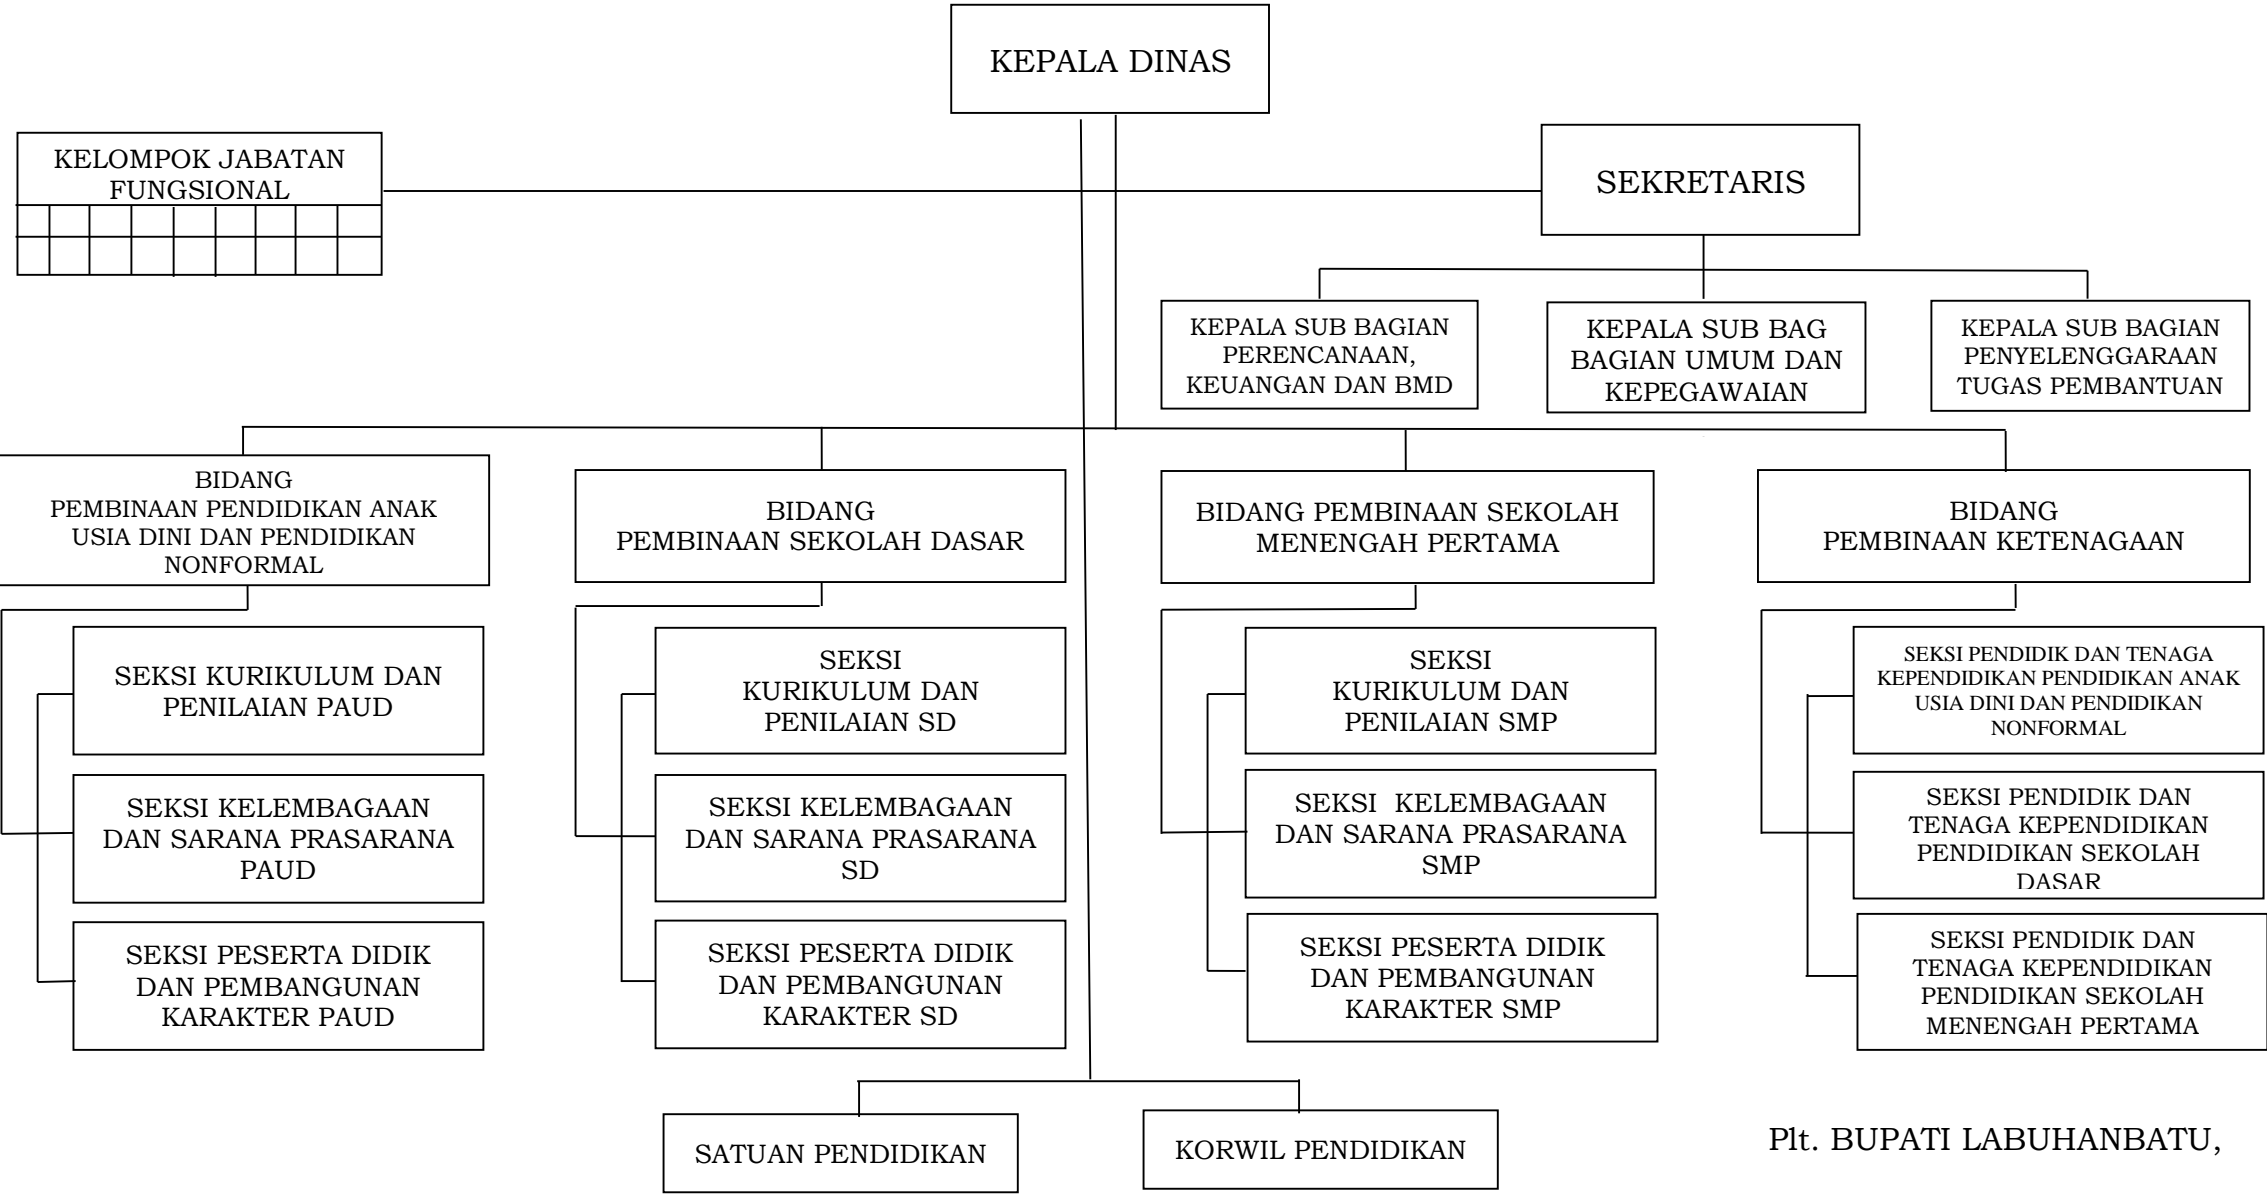 KEPALA DINAS
KELOMPOK JABATAN
FUNGSIONAL
SEKRETARIS
KEPALA SUB BAGIAN
PERENCANAAN,
KEUANGAN DAN BMD
KEPALA SUB BAG
BAGIAN UMUM DAN
KEPEGAWAIAN
KEPALA SUB BAGIAN
PENYELENGGARAAN
TUGAS PEMBANTUAN
BIDANG
PEMBINAAN PENDIDIKAN ANAK
USIA DINI DAN PENDIDIKAN
NONFORMAL
BIDANG
PEMBINAAN SEKOLAH DASAR
BIDANG PEMBINAAN SEKOLAH
MENENGAH PERTAMA
BIDANG
PEMBINAAN KETENAGAAN
SEKSI KURIKULUM DAN
PENILAIAN PAUD
SEKSI
KURIKULUM DAN
PENILAIAN SD
SEKSI
KURIKULUM DAN
PENILAIAN SMP
SEKSI PENDIDIK DAN TENAGA
KEPENDIDIKAN PENDIDIKAN ANAK
USIA DINI DAN PENDIDIKAN
NONFORMAL
SEKSI KELEMBAGAAN
DAN SARANA PRASARANA
PAUD
SEKSI KELEMBAGAAN
DAN SARANA PRASARANA
SD
SEKSI  KELEMBAGAAN
DAN SARANA PRASARANA
SMP
SEKSI PENDIDIK DAN
TENAGA KEPENDIDIKAN
PENDIDIKAN SEKOLAH
DASAR
SEKSI PESERTA DIDIK
DAN PEMBANGUNAN
KARAKTER PAUD
SEKSI PESERTA DIDIK
DAN PEMBANGUNAN
KARAKTER SD
SEKSI PESERTA DIDIK
DAN PEMBANGUNAN
KARAKTER SMP
SEKSI PENDIDIK DAN
TENAGA KEPENDIDIKAN
PENDIDIKAN SEKOLAH
MENENGAH PERTAMA
SATUAN PENDIDIKAN
KORWIL PENDIDIKAN
Plt. BUPATI LABUHANBATU,